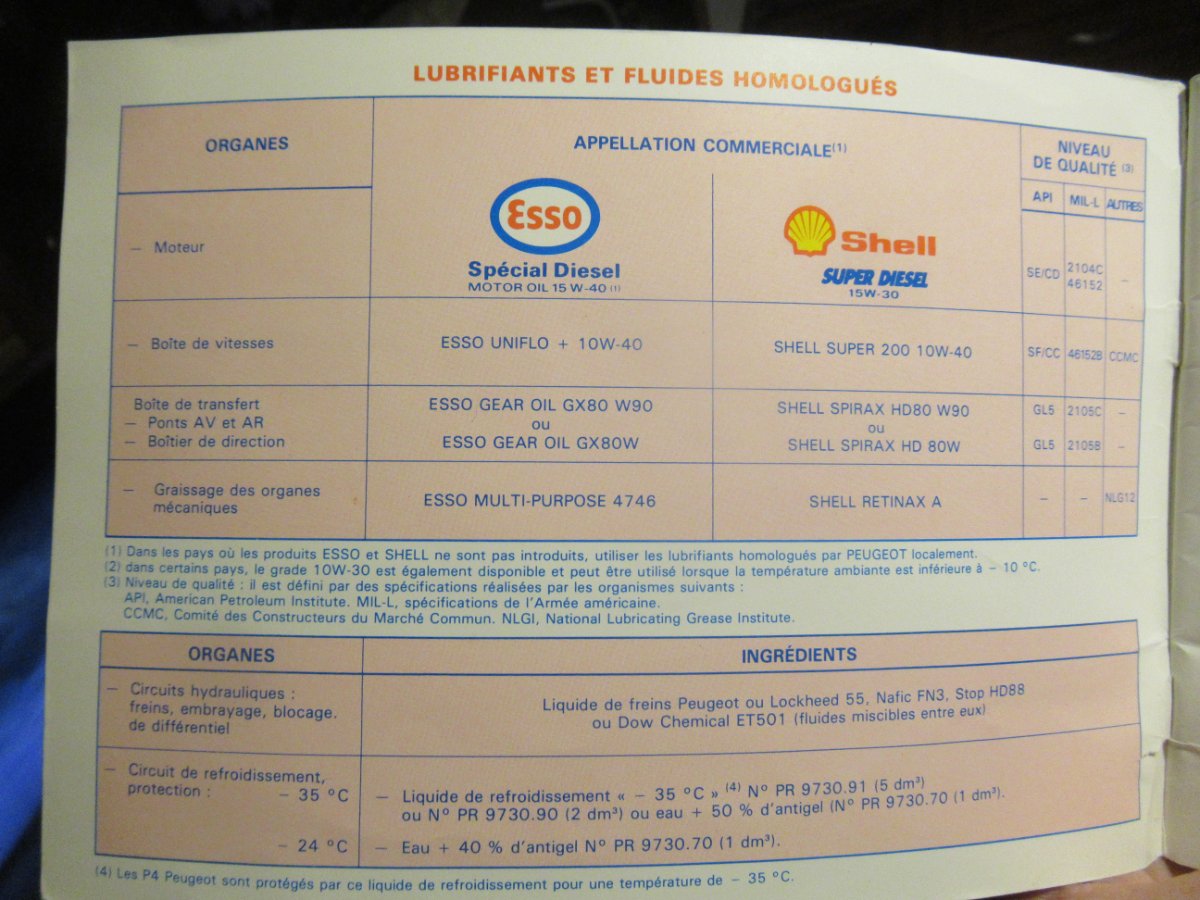 LUBRIFIANTS ET FLUIDES HOMOLOGUÉS
ORGANES
APPELLATION COMMERCIALE(1)
NIVEAU
DE QUALITÉ (3)
API MIL-L AUTRES
– Moteur
Esso
Spécial Diesel
MOTOR OIL 15 W-40 (1)
Shell
SUPER DIESEL
15W-30
SE/CD
2104C
46152
–
– Boîte de vitesses
ESSO UNIFLO + 10W-40
SHELL SUPER 200 10W-40
SF/CC 46152B CCMC
Boîte de transfert
– Ponts AV et AR
– Boîtier de direction
ESSO GEAR OIL GX80 W90
ou
ESSO GEAR OIL GX80W
SHELL SPIRAX HD80 W90
ou
SHELL SPIRAX HD 80W
GL5 2105C –
GL5 2105B –
– Graissage des organes
mécaniques
ESSO MULTI-PURPOSE 4746
SHELL RETINAX A
– – NLG12
(1) Dans les pays où les produits ESSO et SHELL ne sont pas introduits, utiliser les lubrifiants homologués par PEUGEOT localement.
(2) dans certains pays, le grade 10W-30 est également disponible et peut être utilisé lorsque la température ambiante est inférieure à – 10 °C.
(3) Niveau de qualité : il est défini par des spécifications réalisées par les organismes suivants :
API, American Petroleum Institute. MIL-L, spécifications de l'Armée américaine.
CCMC, Comité des Constructeurs du Marché Commun. NLGI, National Lubricating Grease Institute.
ORGANES
INGRÉDIENTS
– Circuits hydrauliques :
freins, embrayage, blocage.
de différentiel
Liquide de freins Peugeot ou Lockheed 55, Nafic FN3, Stop HD88
ou Dow Chemical ET501 (fluides miscibles entre eux)
– Circuit de refroidissement,
protection : – 35 °C
– Liquide de refroidissement « – 35 °C » (4) N° PR 9730.91 (5 dm³)
ou N° PR 9730.90 (2 dm³) ou eau + 50 % d'antigel (N° PR 9730.70 (1 dm³).
– 24 °C
– Eau + 40 % d'antigel N° PR 9730.70 (1 dm³).
(4) Les P4 Peugeot sont protégés par ce liquide de refroidissement pour une température de – 35 °C.